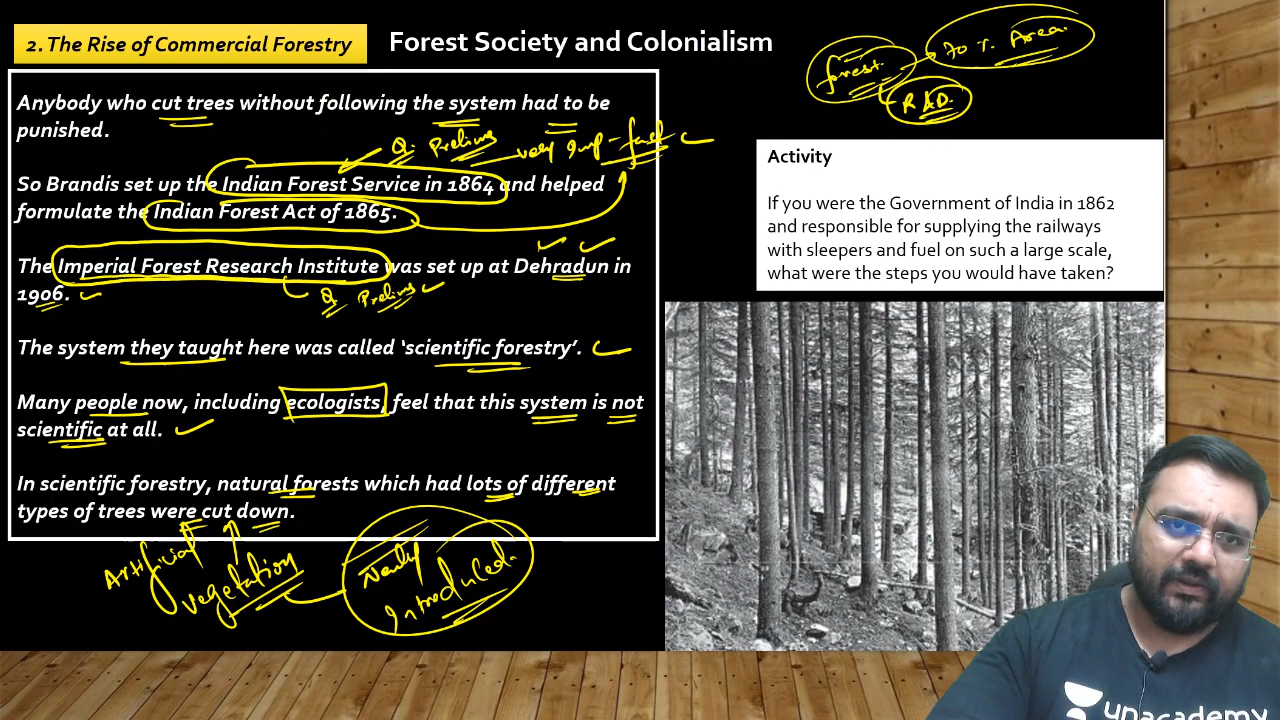 2. The Rise of Commercial Forestry
Forest Society and Colonialism
forest
70 % Area
R &D.
Anybody who cut trees without following the system had to be
punished.
Q. Prelims
very Imp - fact
So Brandis set up the Indian Forest Service in 1864 and helped
formulate the Indian Forest Act of 1865.
The Imperial Forest Research Institute was set up at Dehradun in
1906.
Q. Prelims
The system they taught here was called ‘scientific forestry’.
Many people now, including ecologists, feel that this system is not
scientific at all.
In scientific forestry, natural forests which had lots of different
types of trees were cut down.
Artificial
vegetation
Newly
Introduced.
Activity
If you were the Government of India in 1862
and responsible for supplying the railways
with sleepers and fuel on such a large scale,
what were the steps you would have taken?
unacademy